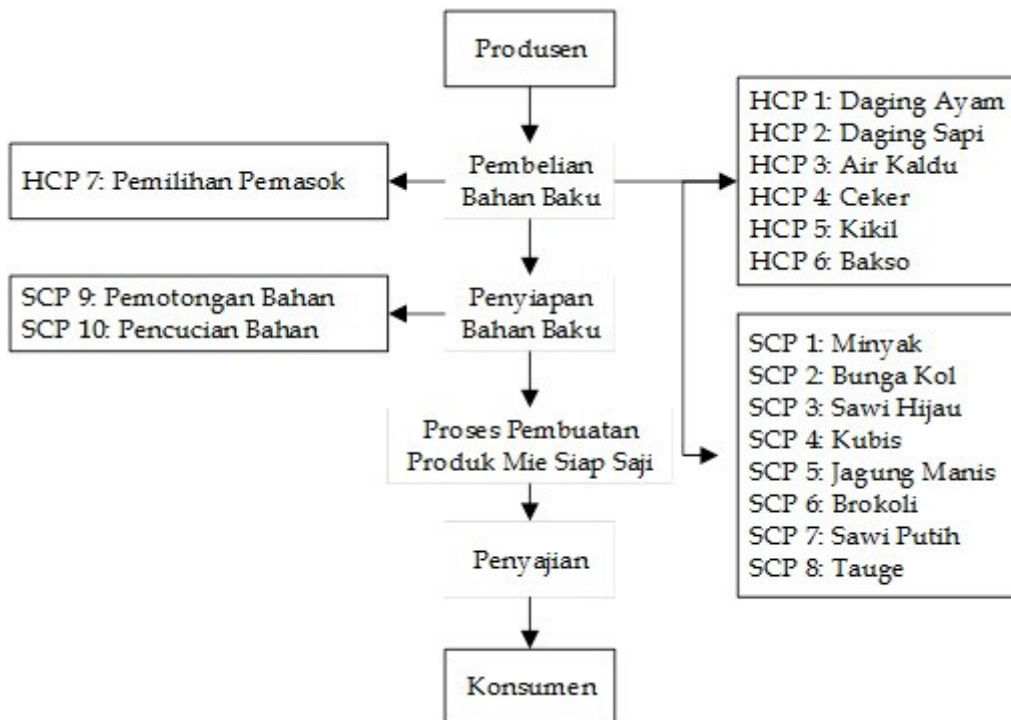 Produsen
HCP 7: Pemilihan Pemasok
Pembelian
Bahan Baku
HCP 1: Daging Ayam
HCP 2: Daging Sapi
HCP 3: Air Kaldu
HCP 4: Ceker
HCP 5: Kikil
HCP 6: Bakso
SCP 9: Pemotongan Bahan
SCP 10: Pencucian Bahan
Penyiapan
Bahan Baku
SCP 1: Minyak
SCP 2: Bunga Kol
SCP 3: Sawi Hijau
SCP 4: Kubis
SCP 5: Jagung Manis
SCP 6: Brokoli
SCP 7: Sawi Putih
SCP 8: Tauge
Proses Pembuatan
Produk Mie Siap Saji
Penyajian
Konsumen